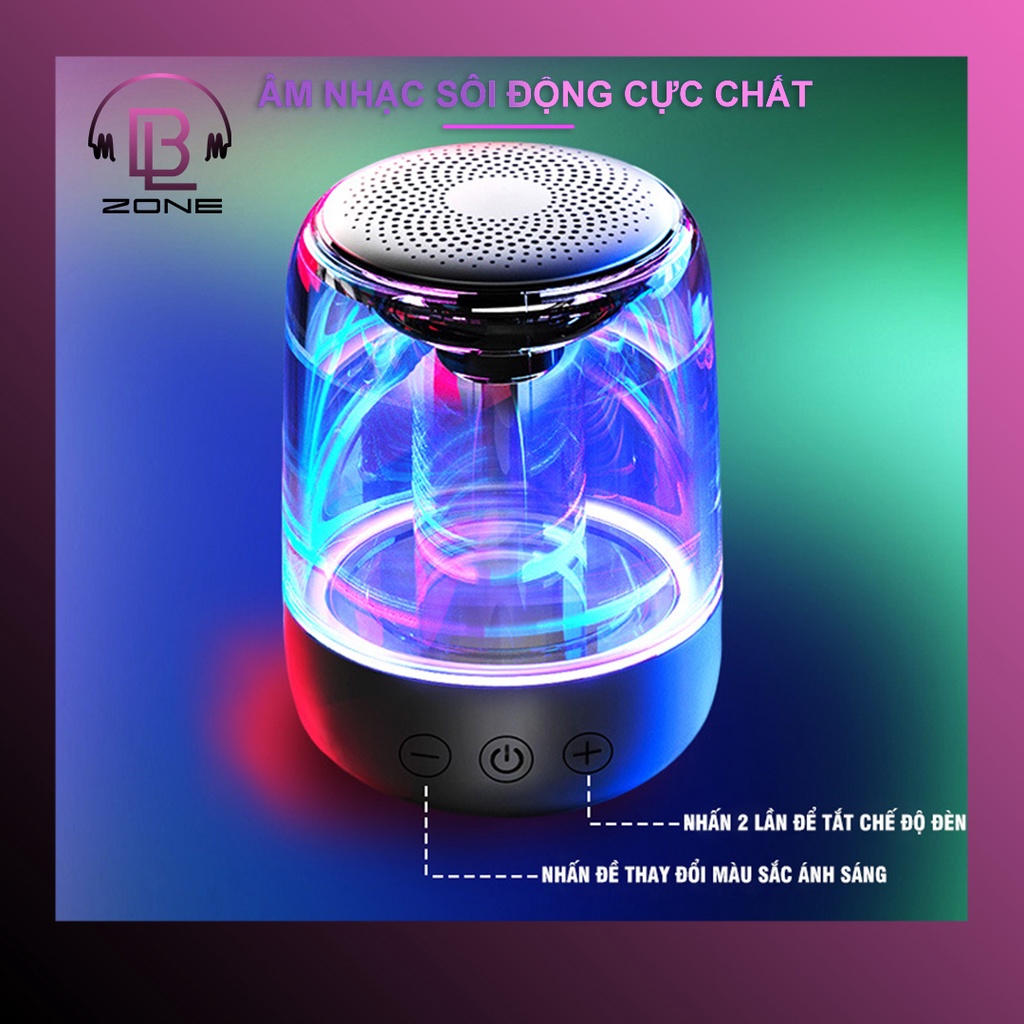 ÂM NHẠC SÔI ĐỘNG CỰC CHẤT
BL
ZONE
NHẤN 2 LẦN ĐỂ TẮT CHẾ ĐỘ ĐÈN
NHẤN ĐỀ THAY ĐỔI MÀU SẮC ÁNH SÁNG